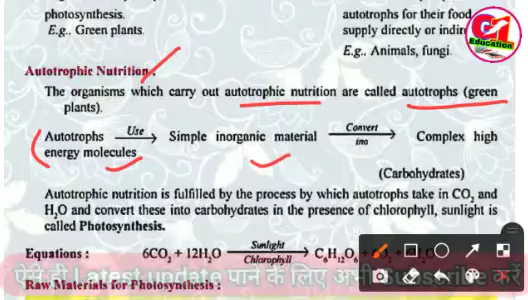 photosynthesis.
E.g., Green plants.
autotrophs for their food
supply directly or
E.g., Animals, fungi.
Education
Autotrophic Nutrition
The organisms which carry out autotrophic nutrition are called autotrophs (green
plants).
Autotrophs Use Simple inorganic material Convert into Complex high
energy molecules
(Carbohydrates)
Autotrophic nutrition is fulfilled by the process by which autotrophs take in CO₂ and
H₂O and convert these into carbohydrates in the presence of chlorophyll, sunlight is
called Photosynthesis.
Equations : 6CO₂ + 12H₂O Sunlight Chlorophyll C₆H₁₂O₆ +
ऐसे ही Latest update पाने के लिए अभी Subscribe करें
Raw Materials for Photosynthesis :